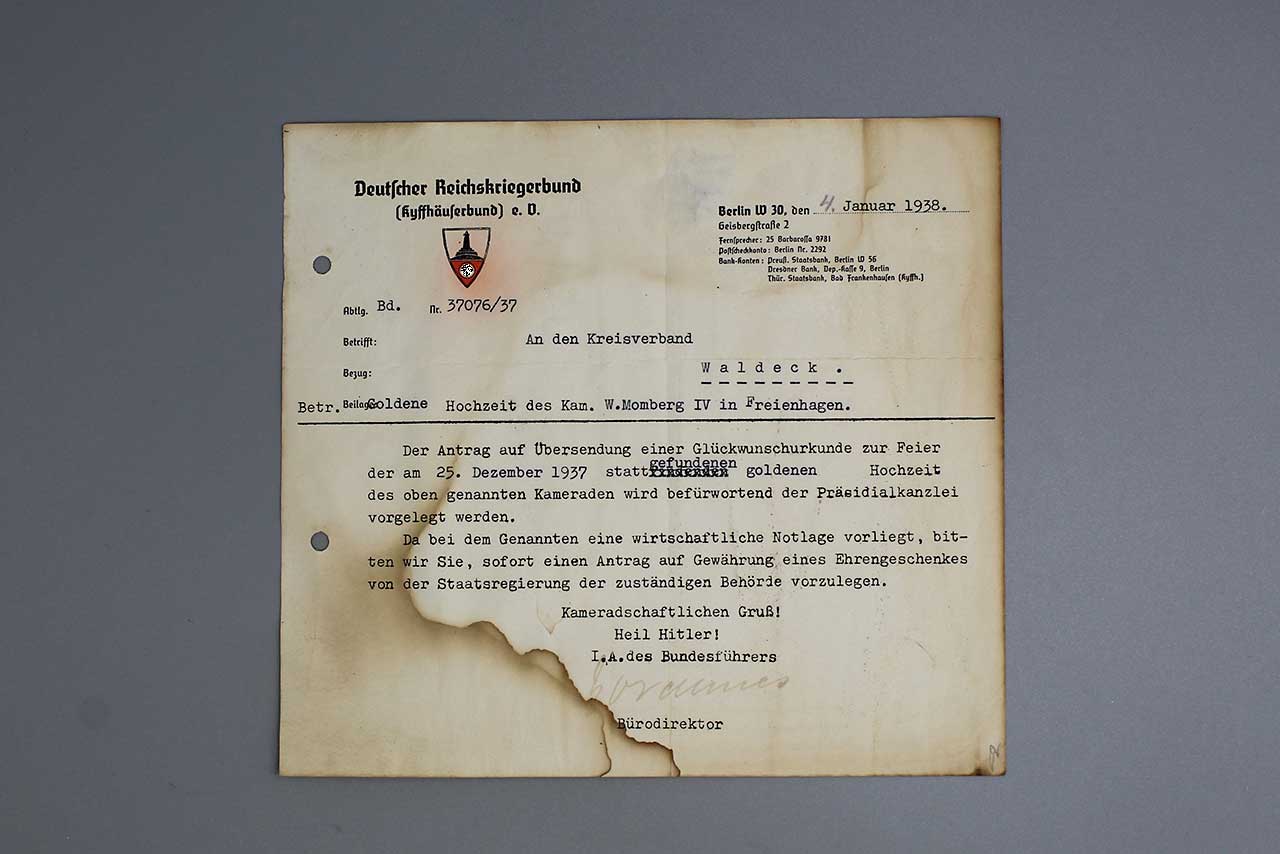 Deutscher Reichskriegerbund
(Kyffhäuserbund) e. V.
Berlin W 30, den 4. Januar 1938.
Geisbergstraße 2
Fernsprecher: 25 Barbarossa 9781
Postscheckkonto: Berlin Nr. 2292
Bank-Konten: Preuß. Staatsbank, Berlin W 56
Dresdner Bank, Dep.-Kasse 9, Berlin
Thür. Staatsbank, Bad Frankenhausen (Kyffh.)
Abtlg. Bd. Nr. 37076/37
Betrifft:
An den Kreisverband
Bezug:
Waldeck.
Beilage
Betr. Goldene Hochzeit des Kam. W.Momberg IV in Freienhagen.
Der Antrag auf Übersendung einer Glückwunschurkunde zur Feier
gefundenen
der am 25. Dezember 1937 statt goldenen Hochzeit
des oben genannten Kameraden wird befürwortend der Präsidialkanzlei
vorgelegt werden.
Da bei dem Genannten eine wirtschaftliche Notlage vorliegt, bit-
ten wir Sie, sofort einen Antrag auf Gewährung eines Ehrengeschenkes
von der Staatsregierung der zuständigen Behörde vorzulegen.
Kameradschaftlichen Gruß!
Heil Hitler!
I.A.des Bundesführers
Bürodirektor